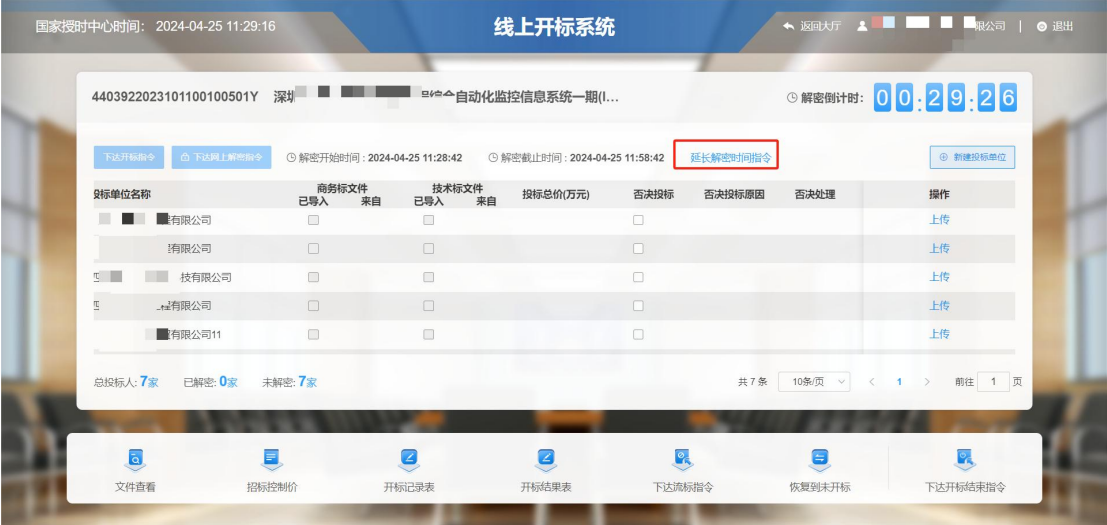 国家授时中心时间： 2024-04-25 11:29:16 线上开标系统 返回大厅 限公司 | 退出
4403922023101100100501Y 深圳 综合自动化监控信息系统一期(I... 解密倒计时: 00:29:26
下达开标指令 下达网上解密指令 解密开始时间 : 2024-04-25 11:28:42 解密截止时间 : 2024-04-25 11:58:42 延长解密时间指令 新建投标单位
投标单位名称 商务标文件 已导入 来自 技术标文件 已导入 来自 投标总价(万元) 否决投标 否决投标原因 否决处理 操作
有限公司 上传
有限公司 上传
技有限公司 上传
有限公司 上传
有限公司11 上传
总投标人: 7家 已解密: 0家 未解密: 7家 共 7 条 10条/页 < 1 > 前往 1 页
文件查看 招标控制价 开标记录表 开标结果表 下达流标指令 恢复到未开标 下达开标结束指令